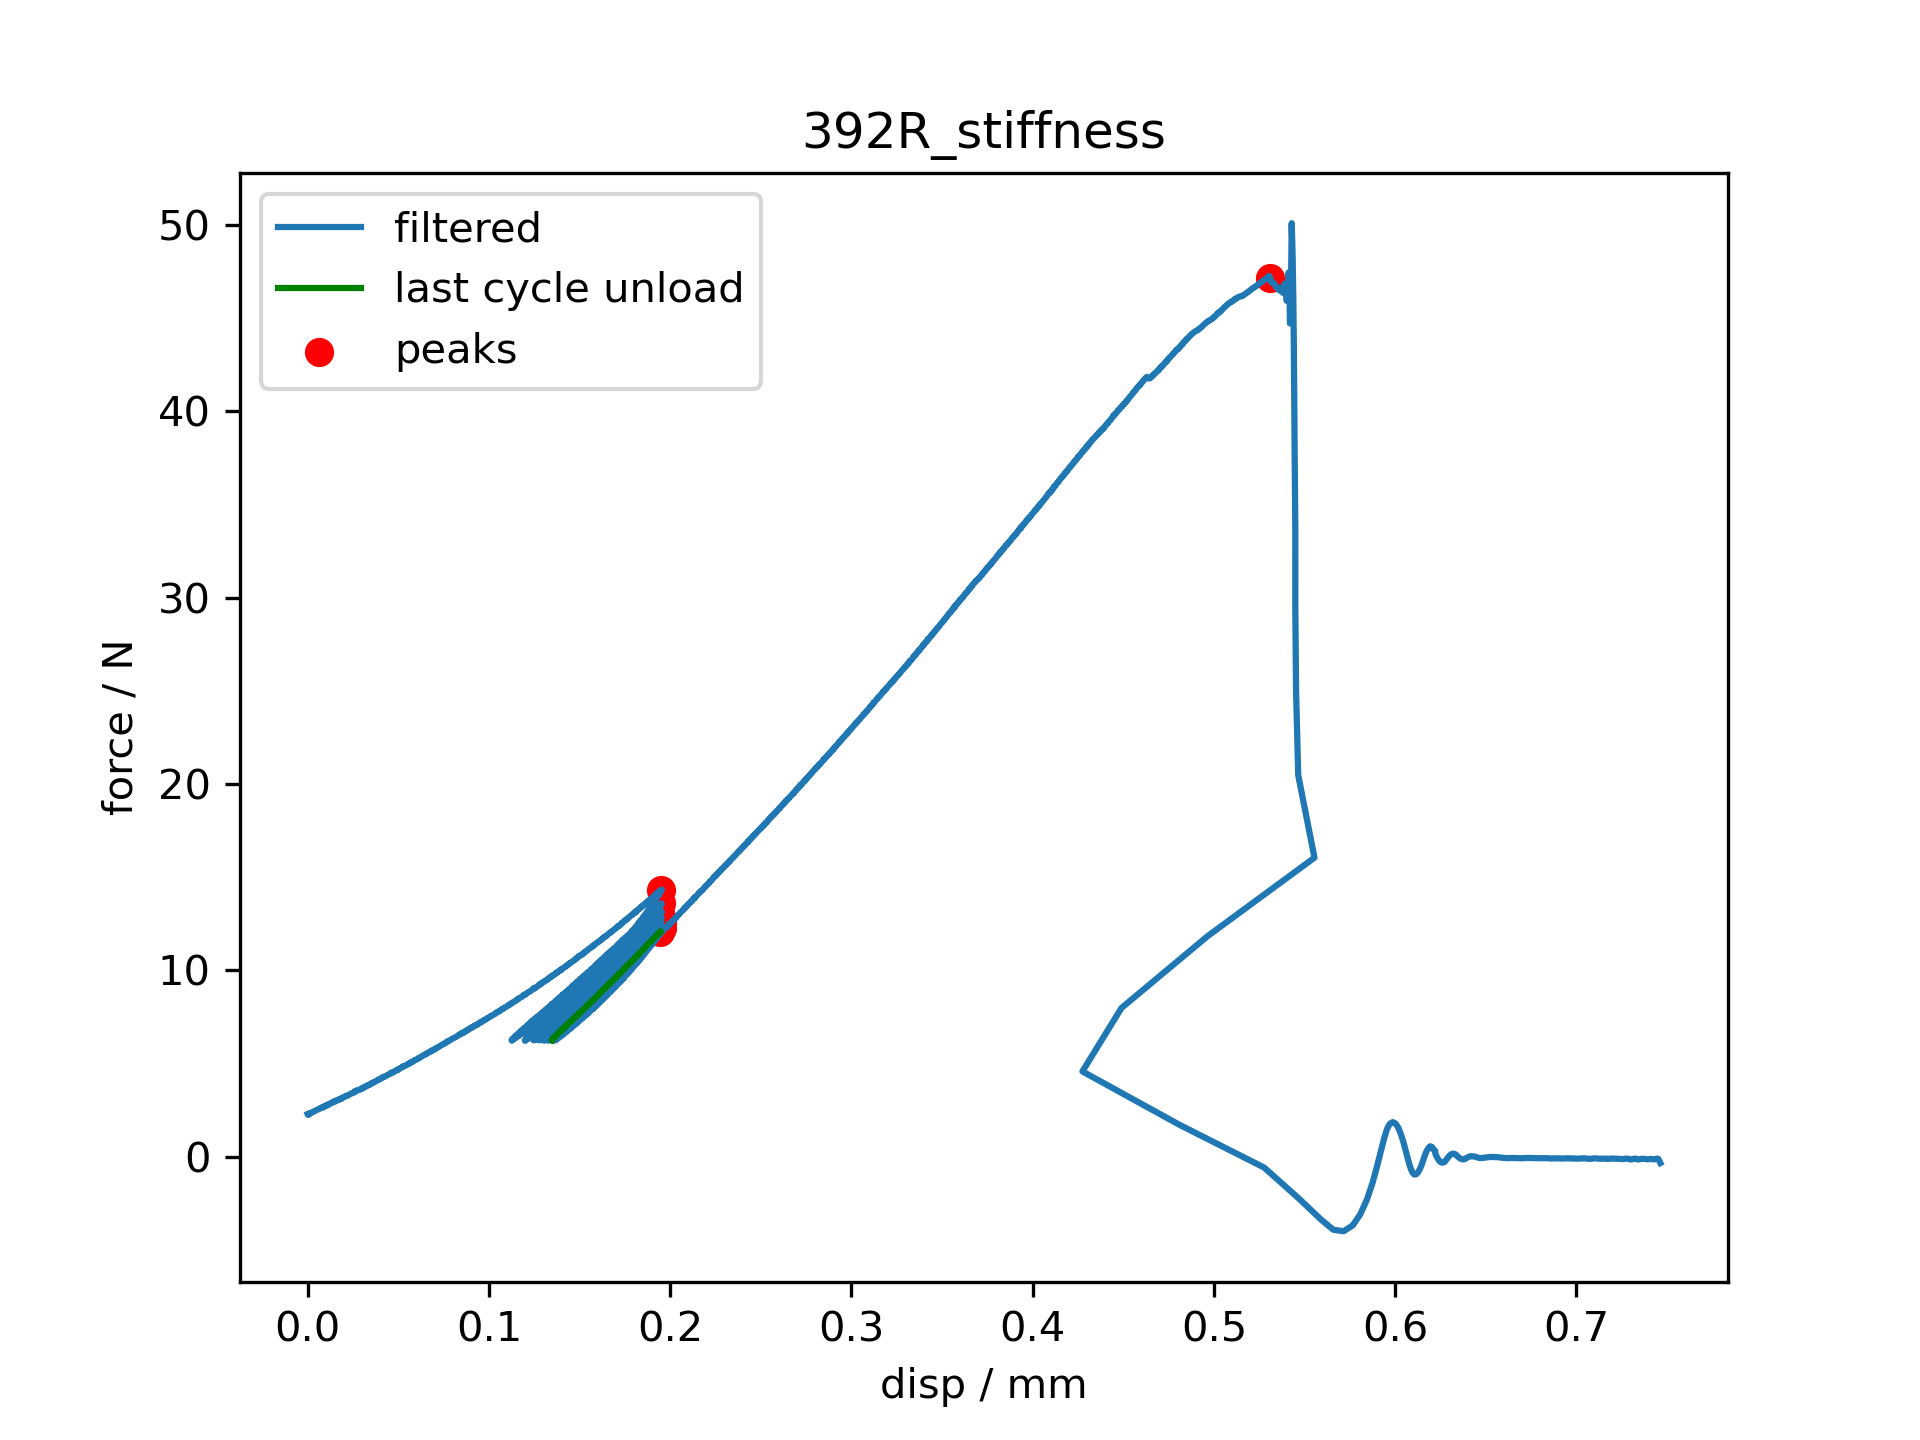 392R_stiffness
filtered
last cycle unload
peaks
50
40
30
20
10
0
force / N
0.0 0.1 0.2 0.3 0.4 0.5 0.6 0.7
disp / mm